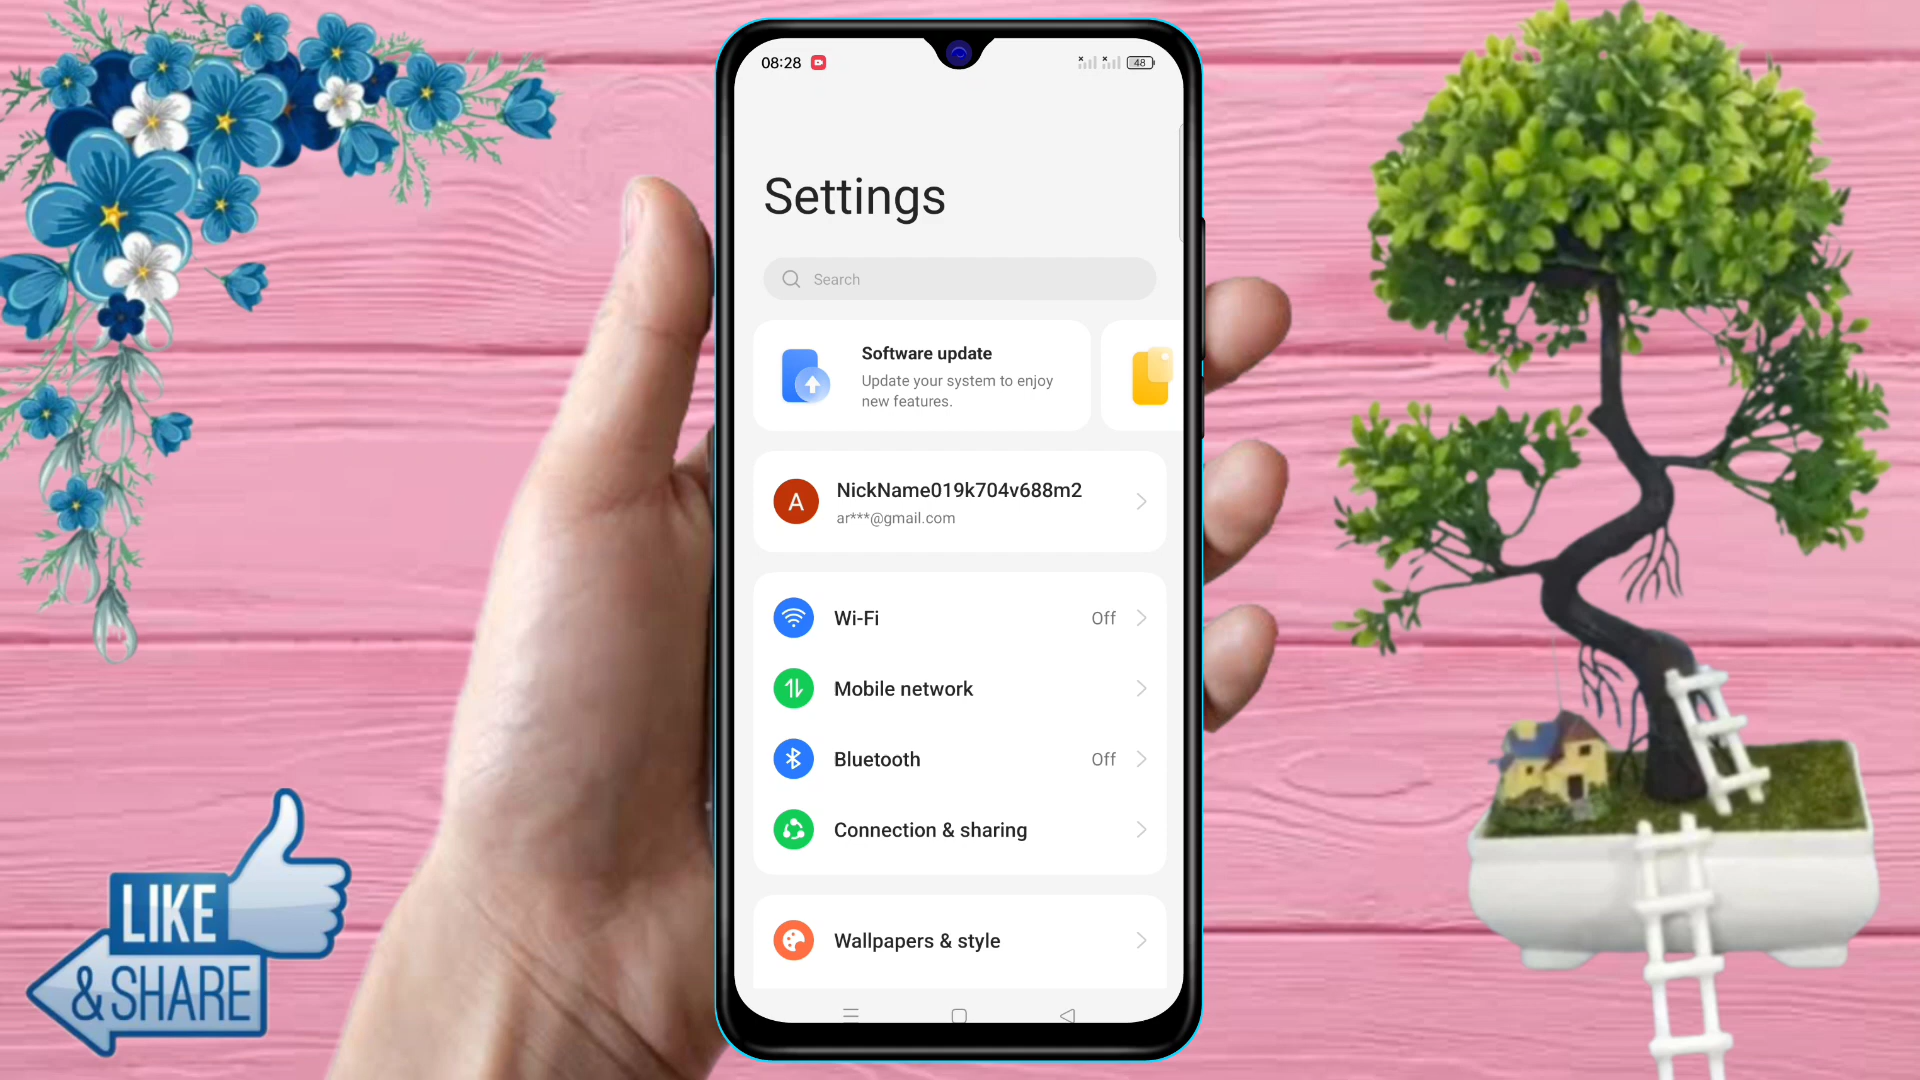 08:28
48
Settings
Search
Software update
Update your system to enjoy
new features.
A
NickName019k704v688m2
ar***@gmail.com
Wi-Fi
Off
Mobile network
Bluetooth
Off
Connection & sharing
Wallpapers & style
LIKE
& SHARE